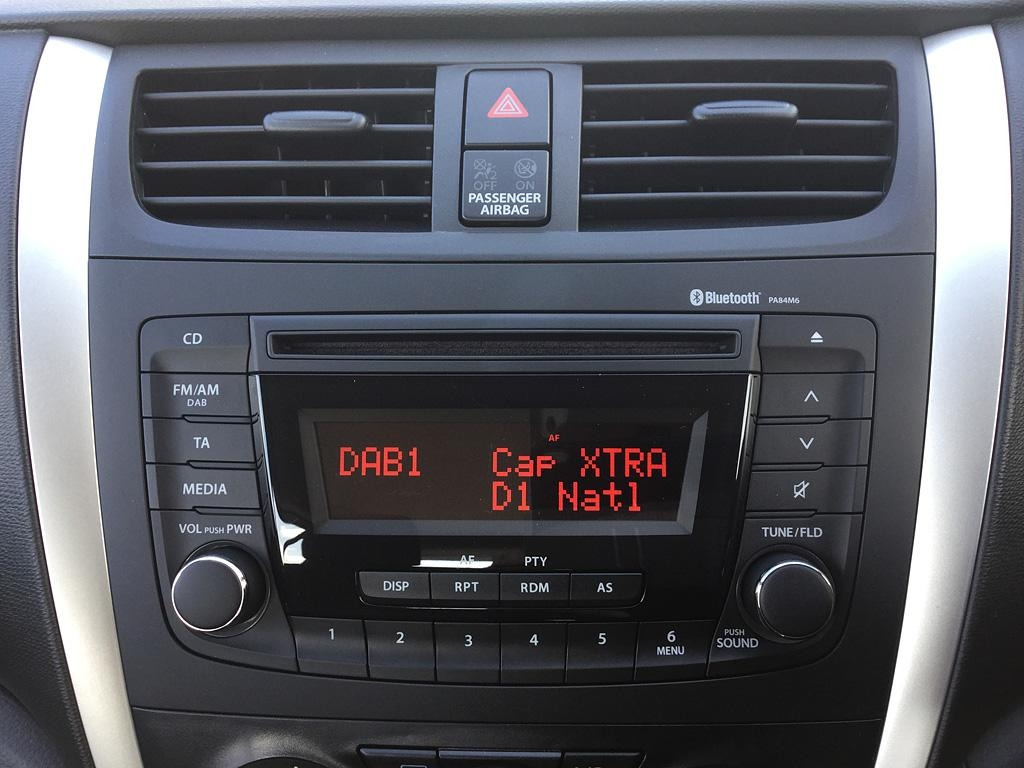 OFF ON
PASSENGER
AIRBAG
Bluetooth PA84M6
CD
FM/AM
DAB
TA
MEDIA
VOL PUSH PWR
AF
DAB1 Cap XTRA
D1 Natl
TUNE/FLD
AF PTY
DISP RPT RDM AS
1 2 3 4 5 6
MENU
PUSH
SOUND